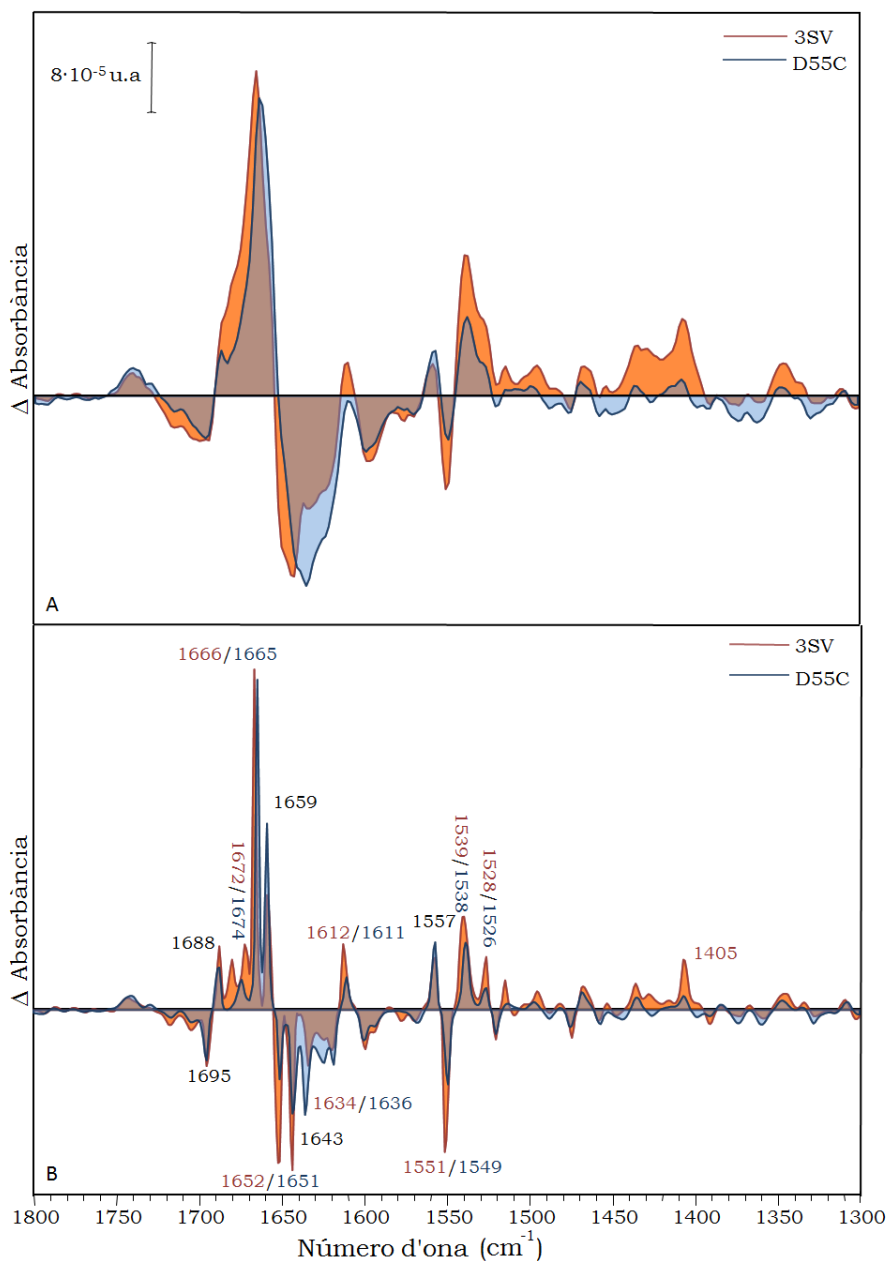 3SV
D55C
8·10⁻⁵u.a
Δ Absorbància
A
1666/1665
3SV
D55C
1659
1672/1674
1539/1538
1528/1526
1688
1612/1611
1557
1405
Δ Absorbància
1695
1634/1636
1643
1551/1549
B
1652/1651
1800 1750 1700 1650 1600 1550 1500 1450 1400 1350 1300
Número d'ona (cm⁻¹)